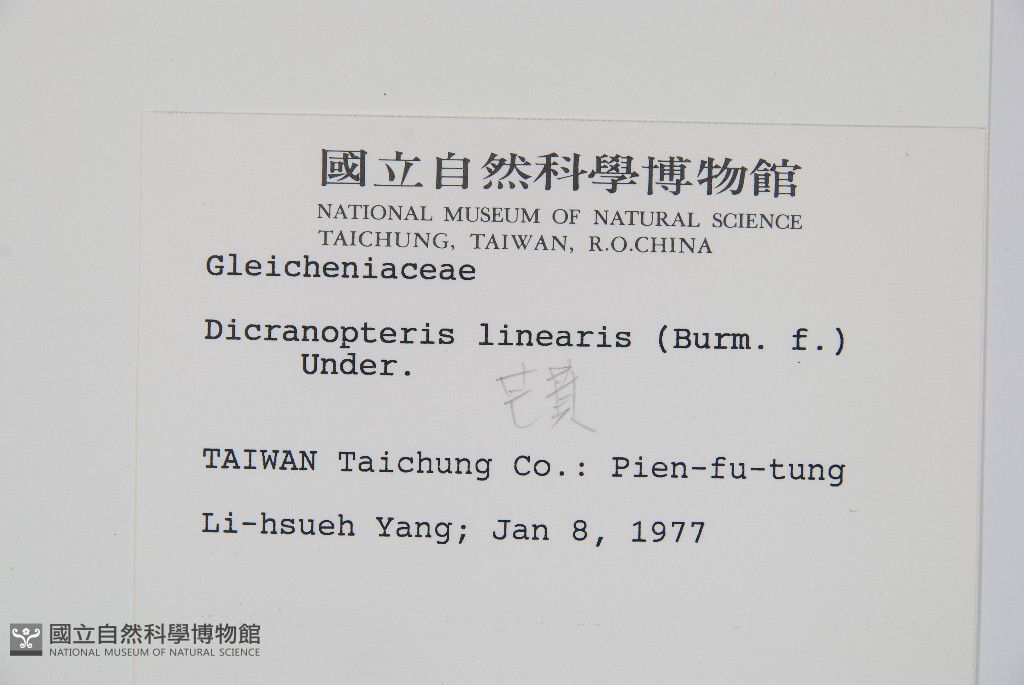 國立自然科學博物館
NATIONAL MUSEUM OF NATURAL SCIENCE
TAICHUNG, TAIWAN, R.O.CHINA
Gleicheniaceae
Dicranopteris linearis (Burm. f.)
Under.
芒萁
TAIWAN Taichung Co.: Pien-fu-tung
Li-hsueh Yang; Jan 8, 1977
國立自然科學博物館
NATIONAL MUSEUM OF NATURAL SCIENCE